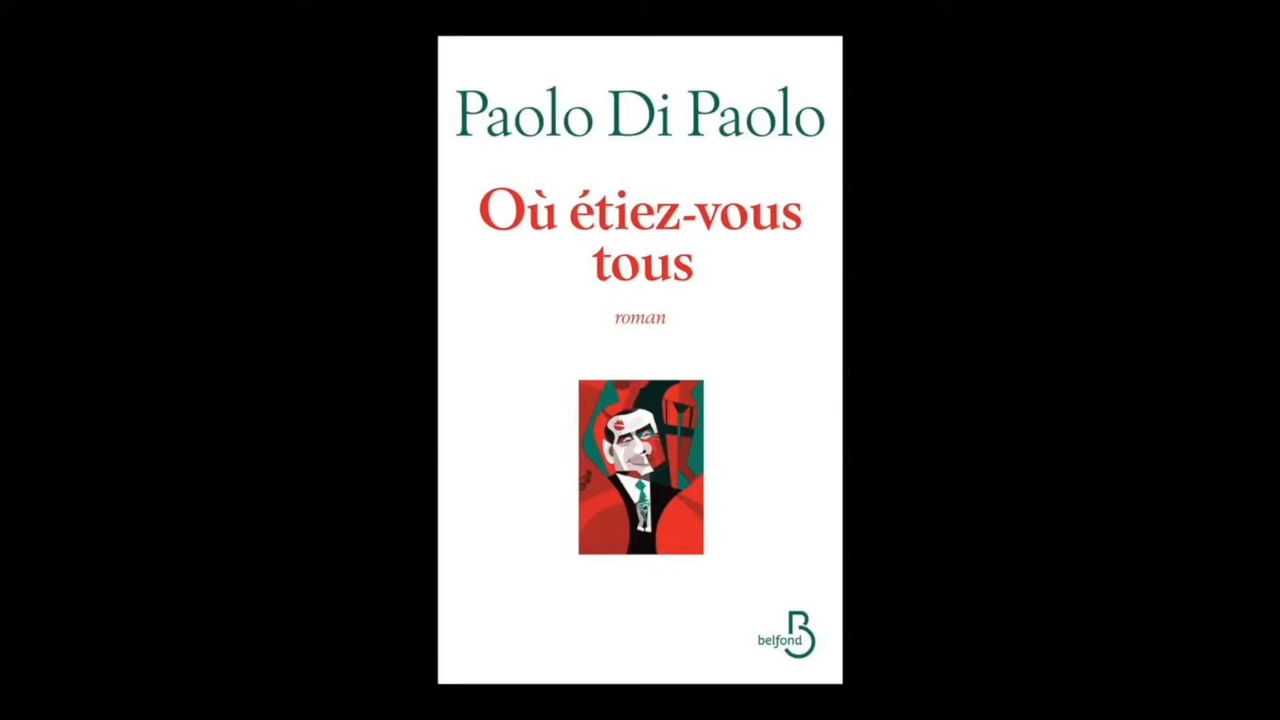 Paolo Di Paolo
Où étiez-vous
tous
roman
belfond
B